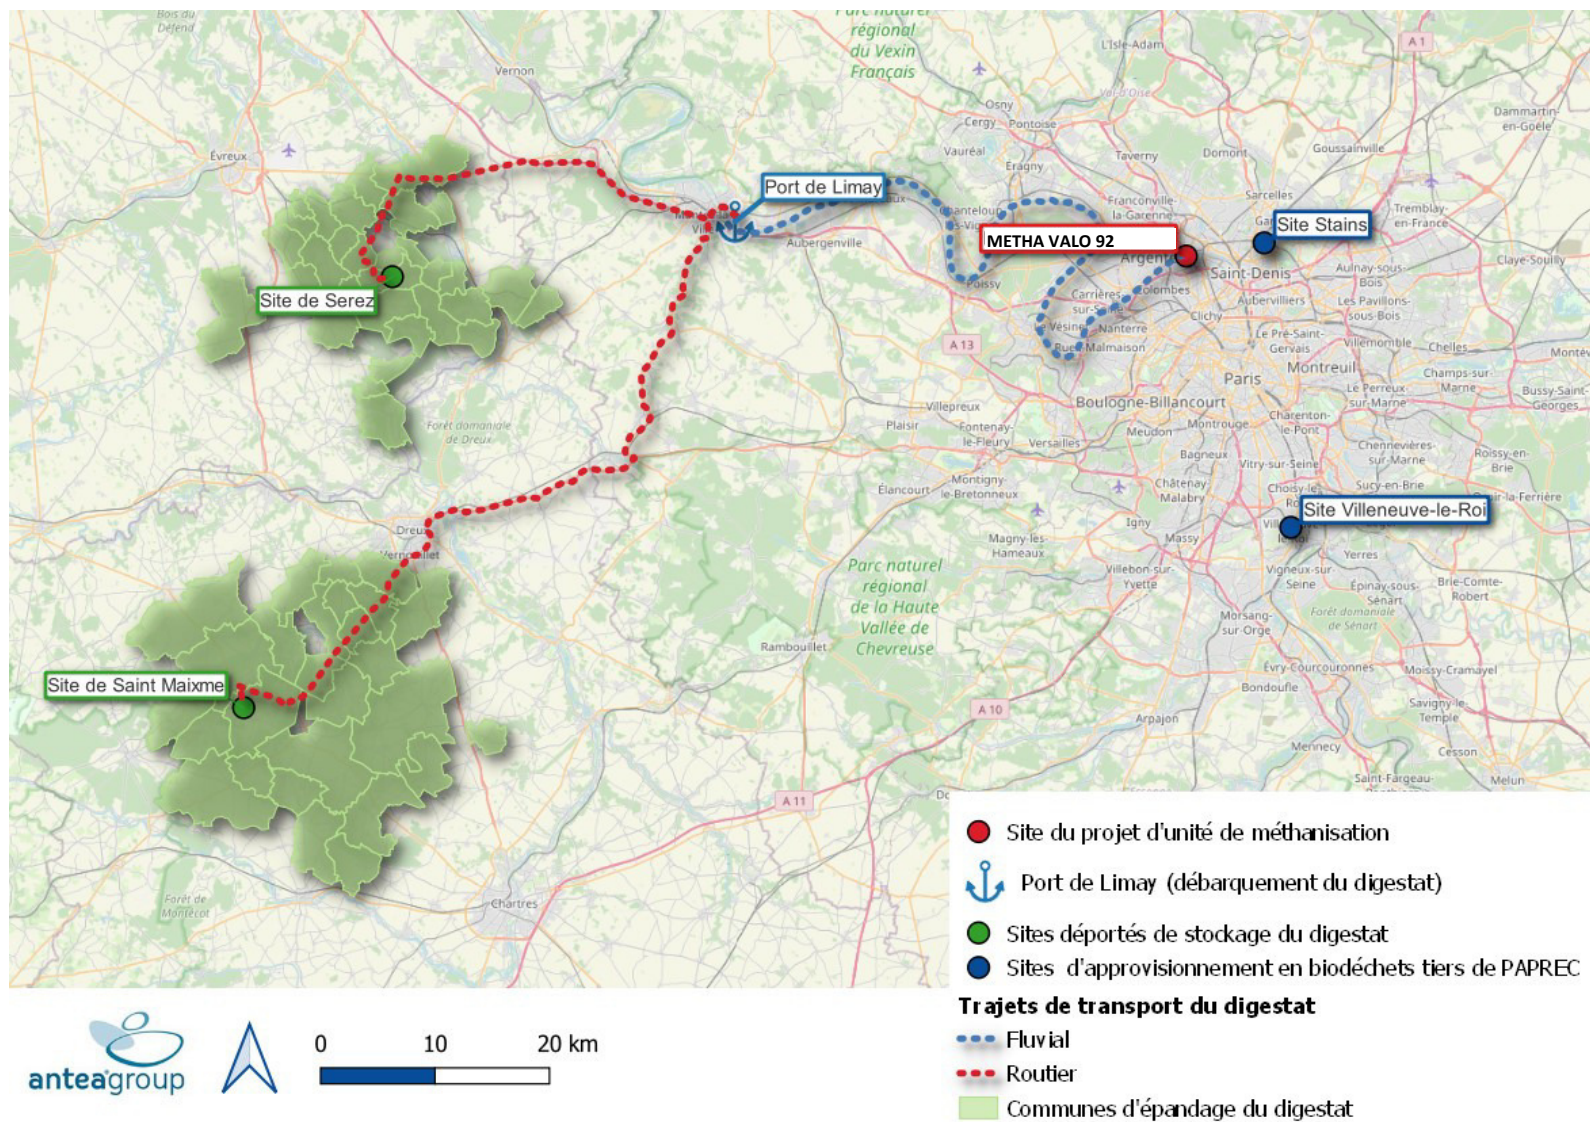 Bois du
Défend
Parc naturel
régional
du Vexin
Français
L'Isle-Adam
A 1
Vernon
Val-d'Oise
Osny
Cergy
Pontoise
Dammartin-
en-Goële
Évreux
Vauréal
Éragny
Taverny
Domont
Goussainville
Port de Limay
Sarcelles
Franconville-
la-Garenne
Tremblay-
en-France
Site Stains
METHA VALO 92
Aubergenville
Saint-Denis
Aulnay-sous-
Bois
Claye-Souilly
Poissy
Site de Serez
Carrières-
Aubervilliers
Les Pavillons-
sous-Bois
Clichy
Le Vésinet
Nanterre
Rueil-Malmaison
A 13
Le Pré-Saint-
Gervais
Villemomble
Chelles
Montreuil
Paris
Champs-sur-
Marne
Le Perreux
-sur-Marne
Bussy-Saint-
Georges
Boulogne-Billancourt
Villepreux
Plaisir
Fontenay-
le-Fleury
Versailles
Meudon
Montrouge
Charenton-
le-Pont
Chennevières-
sur-Marne
Forêt domaniale
de Dreux
Bagneux
Vitry-sur-Seine
Roissy-en-
Brie
Élancourt
Montigny-
le-Bretonneux
Châtenay-
Malabry
Sucy-en-Brie
Site Villeneuve-le-Roi
Dreux
Vernouillet
Igny
Massy
Magny-les-
Hameaux
Yerres
Parc naturel
régional
de la Haute
Vallée de
Chevreuse
Villebon-sur-
Yvette
Vigneux-sur-
Seine
Épinay-sous-
Sénart
Brie-Comte-
Robert
Morsang-
sur-Orge
Forêt domaniale
de Sénart
Rambouillet
Évry-Courcouronnes
Moissy-Cramayel
Site de Saint Maixme
Bondoufle
A 10
Arpajon
Savigny-le-
Temple
Mennecy
Cesson
Saint-Fargeau-
Melun
A 11
Forêt de
Montécot
Chartres
Site du projet d'unité de méthanisation
Port de Limay (débarquement du digestat)
Sites déportés de stockage du digestat
Sites d'approvisionnement en biodéchets tiers de PAPREC
Trajets de transport du digestat
Fluvial
Routier
Communes d'épandage du digestat
anteagroup
0 10 20 km